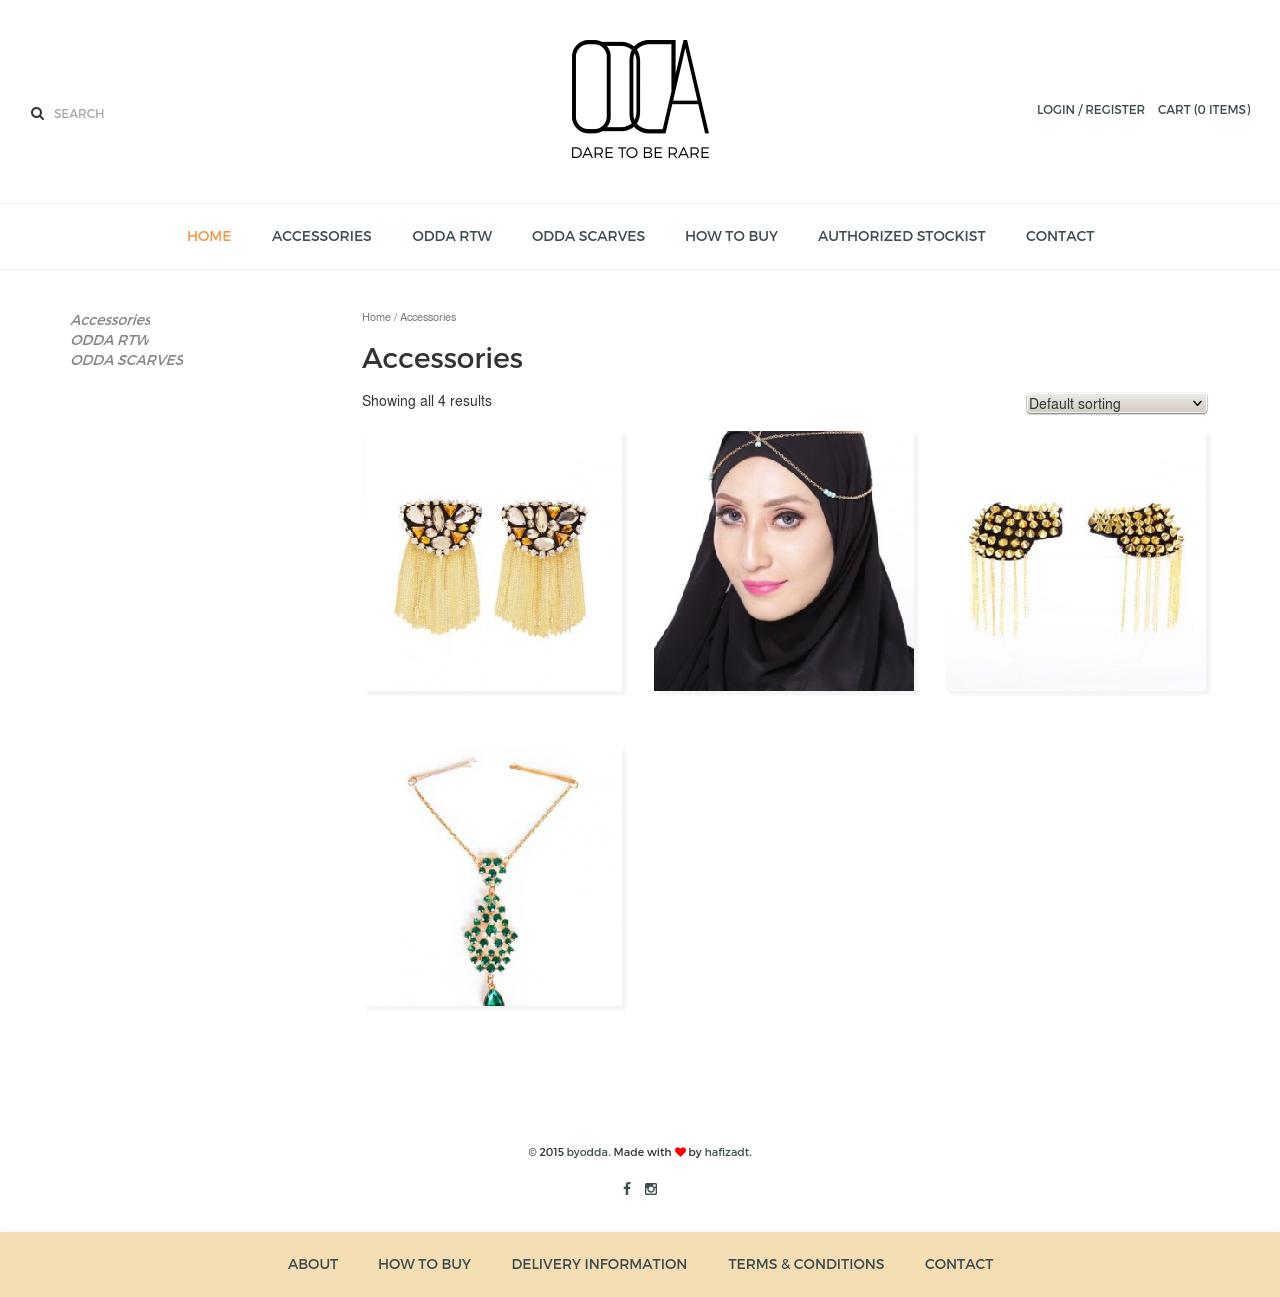 ODDA
DARE TO BE RARE
SEARCH
LOGIN / REGISTER
CART (0 ITEMS)
HOME
ACCESSORIES
ODDA RTW
ODDA SCARVES
HOW TO BUY
AUTHORIZED STOCKIST
CONTACT
Accessories
ODDA RTW
ODDA SCARVES
Home / Accessories
Accessories
Showing all 4 results
Default sorting
© 2015 byodda. Made with ❤ by hafizadt.
ABOUT
HOW TO BUY
DELIVERY INFORMATION
TERMS & CONDITIONS
CONTACT